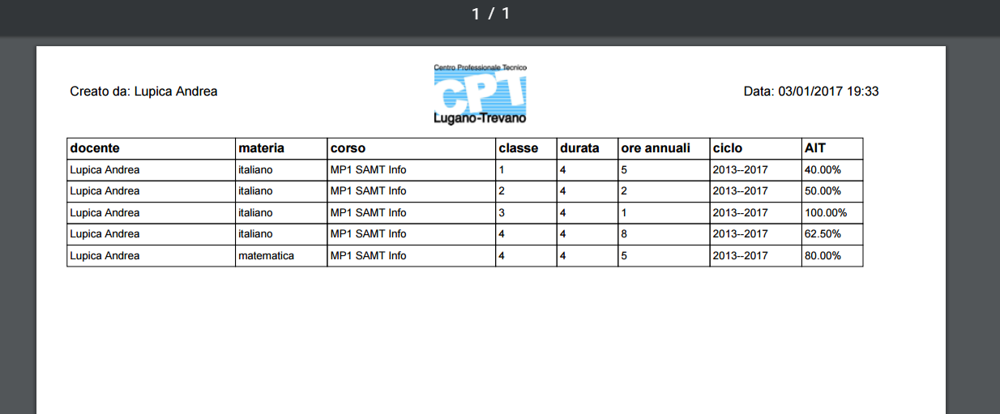 1 / 1
Centro Professionale Tecnico
CPT
Lugano-Trevano
Creato da: Lupica Andrea
Data: 03/01/2017 19:33
docente materia corso classe durata ore annuali ciclo AIT
Lupica Andrea italiano MP1 SAMT Info 1 4 5 2013--2017 40.00%
Lupica Andrea italiano MP1 SAMT Info 2 4 2 2013--2017 50.00%
Lupica Andrea italiano MP1 SAMT Info 3 4 1 2013--2017 100.00%
Lupica Andrea italiano MP1 SAMT Info 4 4 8 2013--2017 62.50%
Lupica Andrea matematica MP1 SAMT Info 4 4 5 2013--2017 80.00%